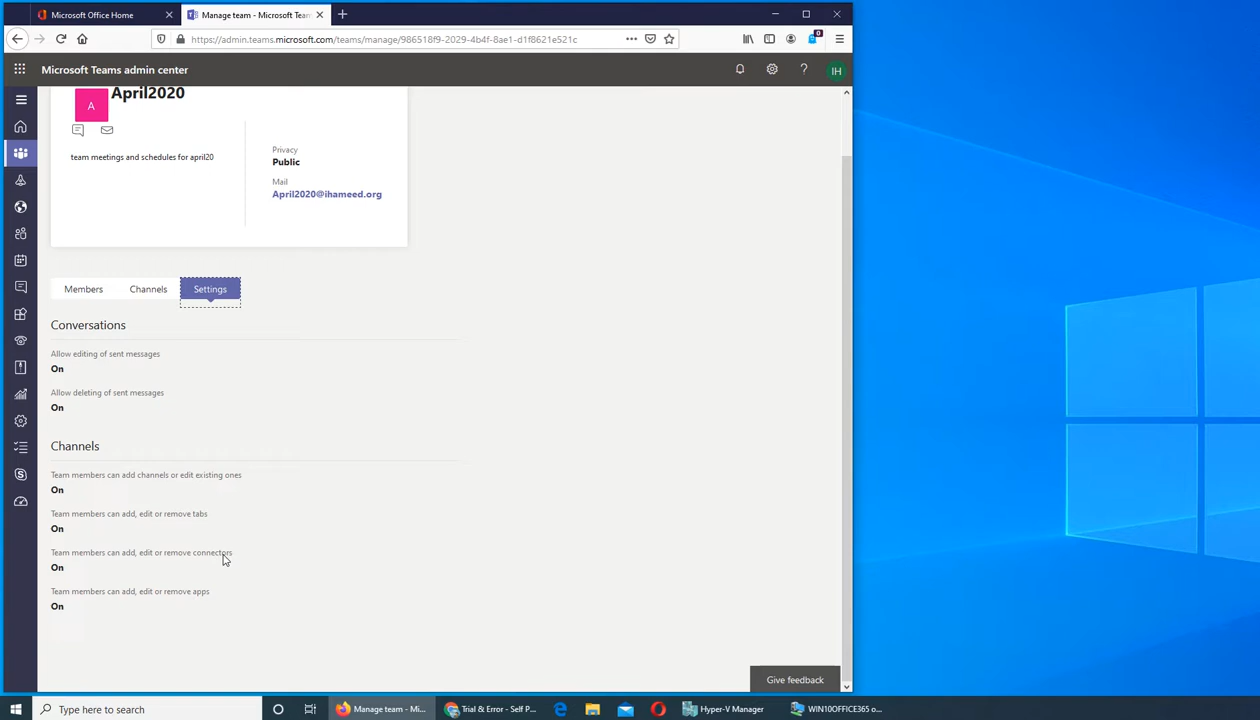 Microsoft Office Home
Manage team - Microsoft Team
0
https://admin.teams.microsoft.com/teams/manage/986518f9-2029-4b4f-8ae1-d1f8621e521c
Microsoft Teams admin center
?
IH
A
April2020
Privacy
team meetings and schedules for april20
Public
Mail
April2020@ihameed.org
Members
Channels
Settings
Conversations
Allow editing of sent messages
On
Allow deleting of sent messages
On
Channels
Team members can add channels or edit existing ones
On
Team members can add, edit or remove tabs
On
Team members can add, edit or remove connectors
On
Team members can add, edit or remove apps
On
Give feedback
Type here to search
Manage team - Mi...
Trial & Error - Self P...
Hyper-V Manager
WIN10OFFICE365 o...